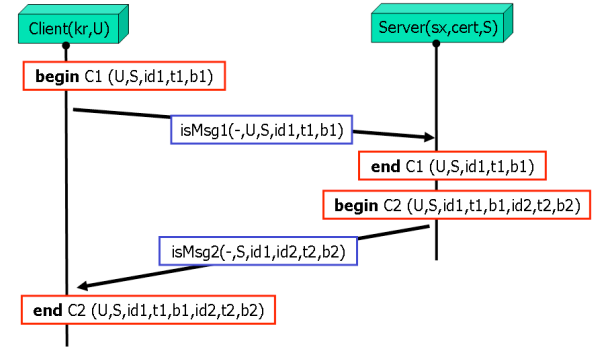 Client(kr,U)
Server(sx,cert,S)
begin C1 (U,S,id1,t1,b1)
isMsg1(-,U,S,id1,t1,b1)
end C1 (U,S,id1,t1,b1)
begin C2 (U,S,id1,t1,b1,id2,t2,b2)
isMsg2(-,S,id1,id2,t2,b2)
end C2 (U,S,id1,t1,b1,id2,t2,b2)